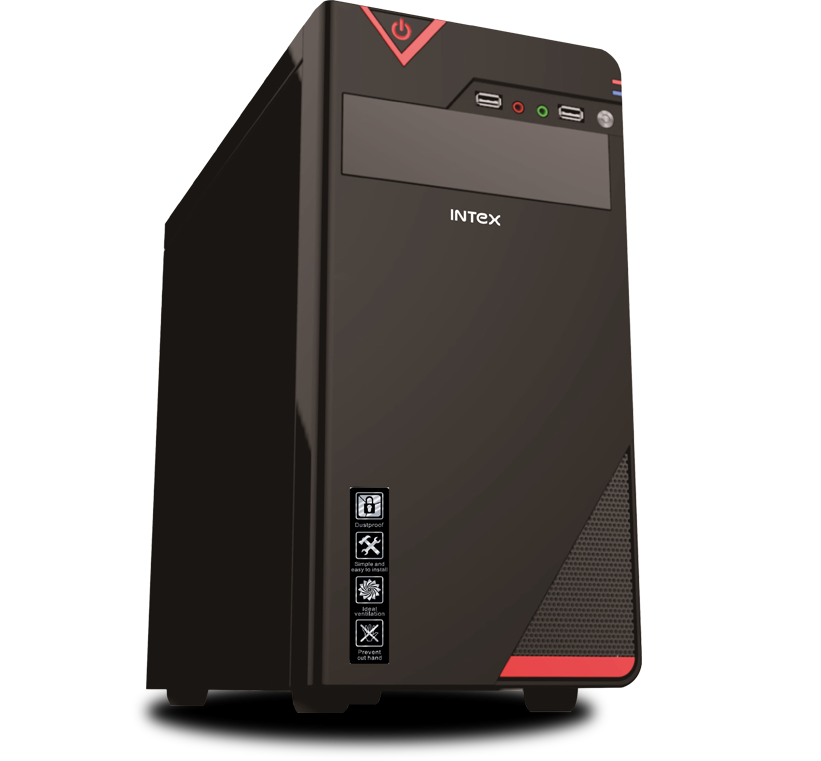 INTEX
Dustproof
Simple and
easy to install
Ideal
ventilation
Prevent
cut hand